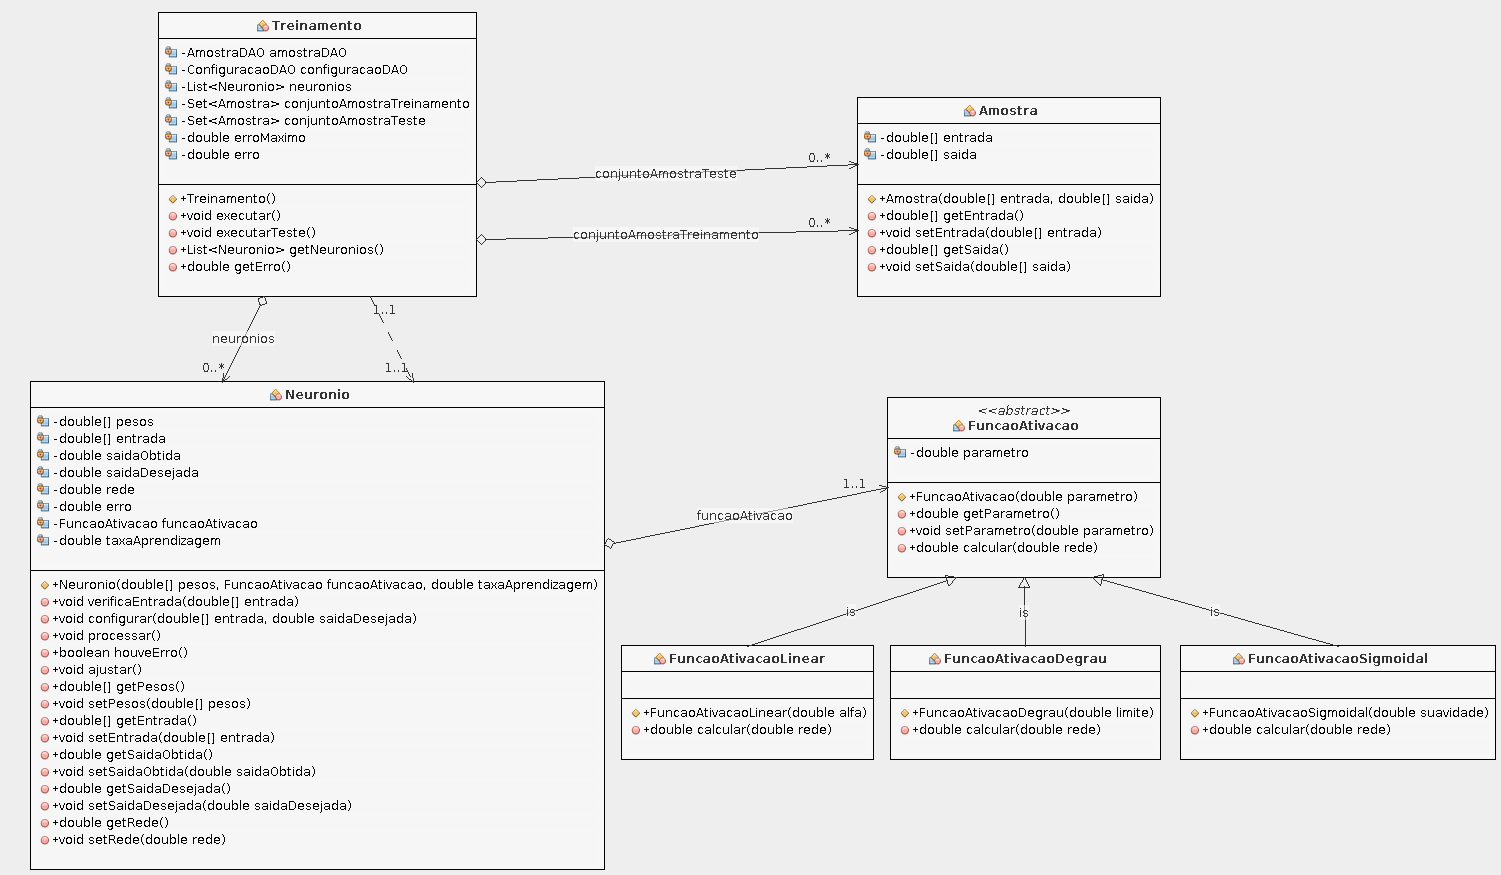 Treinamento
-AmostraDAO amostraDAO
-ConfiguracaoDAO configuracaoDAO
-List<Neuronio> neuronios
-Set<Amostra> conjuntoAmostraTreinamento
-Set<Amostra> conjuntoAmostraTeste
-double erroMaximo
-double erro
+Treinamento()
+void executar()
+void executarTeste()
+List<Neuronio> getNeuronios()
+double getErro()
conjuntoAmostraTeste
0..*
conjuntoAmostraTreinamento
0..*
Amostra
-double[] entrada
-double[] saida
+Amostra(double[] entrada, double[] saida)
+double[] getEntrada()
+void setEntrada(double[] entrada)
+double[] getSaida()
+void setSaida(double[] saida)
neuronios
0..*
1..1
1..1
Neuronio
-double[] pesos
-double[] entrada
-double saidaObtida
-double saidaDesejada
-double rede
-double erro
-FuncaoAtivacao funcaoAtivacao
-double taxaAprendizagem
+Neuronio(double[] pesos, FuncaoAtivacao funcaoAtivacao, double taxaAprendizagem)
+void verificaEntrada(double[] entrada)
+void configurar(double[] entrada, double saidaDesejada)
+void processar()
+boolean houveErro()
+void ajustar()
+double[] getPesos()
+void setPesos(double[] pesos)
+double[] getEntrada()
+void setEntrada(double[] entrada)
+double getSaidaObtida()
+void setSaidaObtida(double saidaObtida)
+double getSaidaDesejada()
+void setSaidaDesejada(double saidaDesejada)
+double getRede()
+void setRede(double rede)
funcaoAtivacao
1..1
<<abstract>>
FuncaoAtivacao
-double parametro
+FuncaoAtivacao(double parametro)
+double getParametro()
+void setParametro(double parametro)
+double calcular(double rede)
is
is
is
FuncaoAtivacaoLinear
+FuncaoAtivacaoLinear(double alfa)
+double calcular(double rede)
FuncaoAtivacaoDegrau
+FuncaoAtivacaoDegrau(double limite)
+double calcular(double rede)
FuncaoAtivacaoSigmoidal
+FuncaoAtivacaoSigmoidal(double suavidade)
+double calcular(double rede)